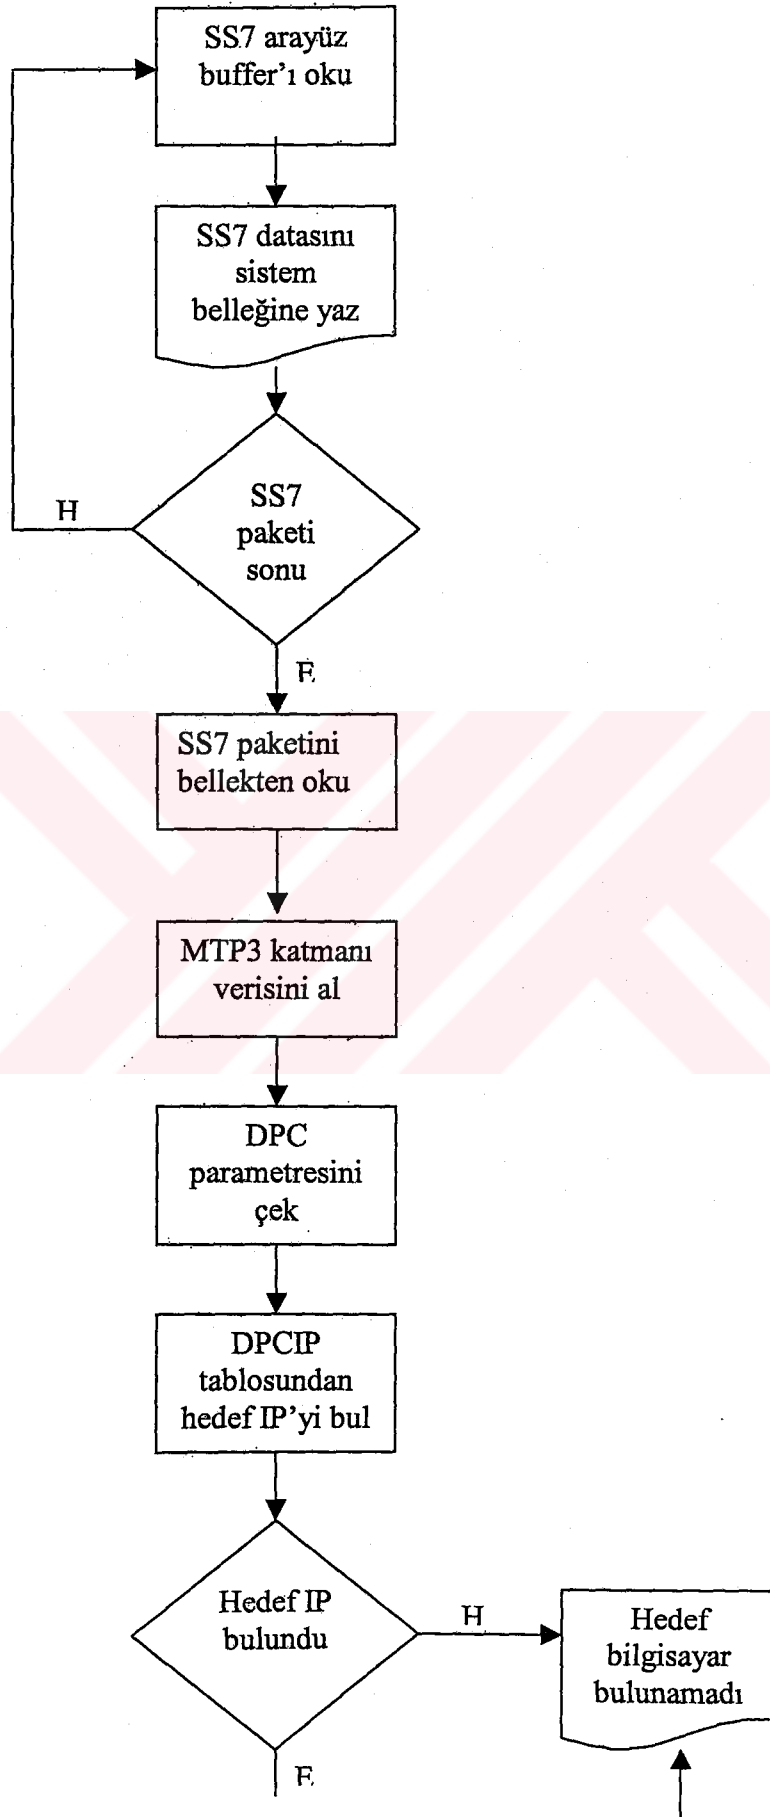 SS7 arayüz
buffer'ı oku
SS7 datasını
sistem
belleğine yaz
SS7
paketi
sonu
H
E
SS7 paketini
bellekten oku
MTP3 katmanı
verisini al
DPC
parametresini
çek
DPCIP
tablosundan
hedef IP'yi bul
Hedef IP
bulundu
H
Hedef
bilgisayar
bulunamadı
E